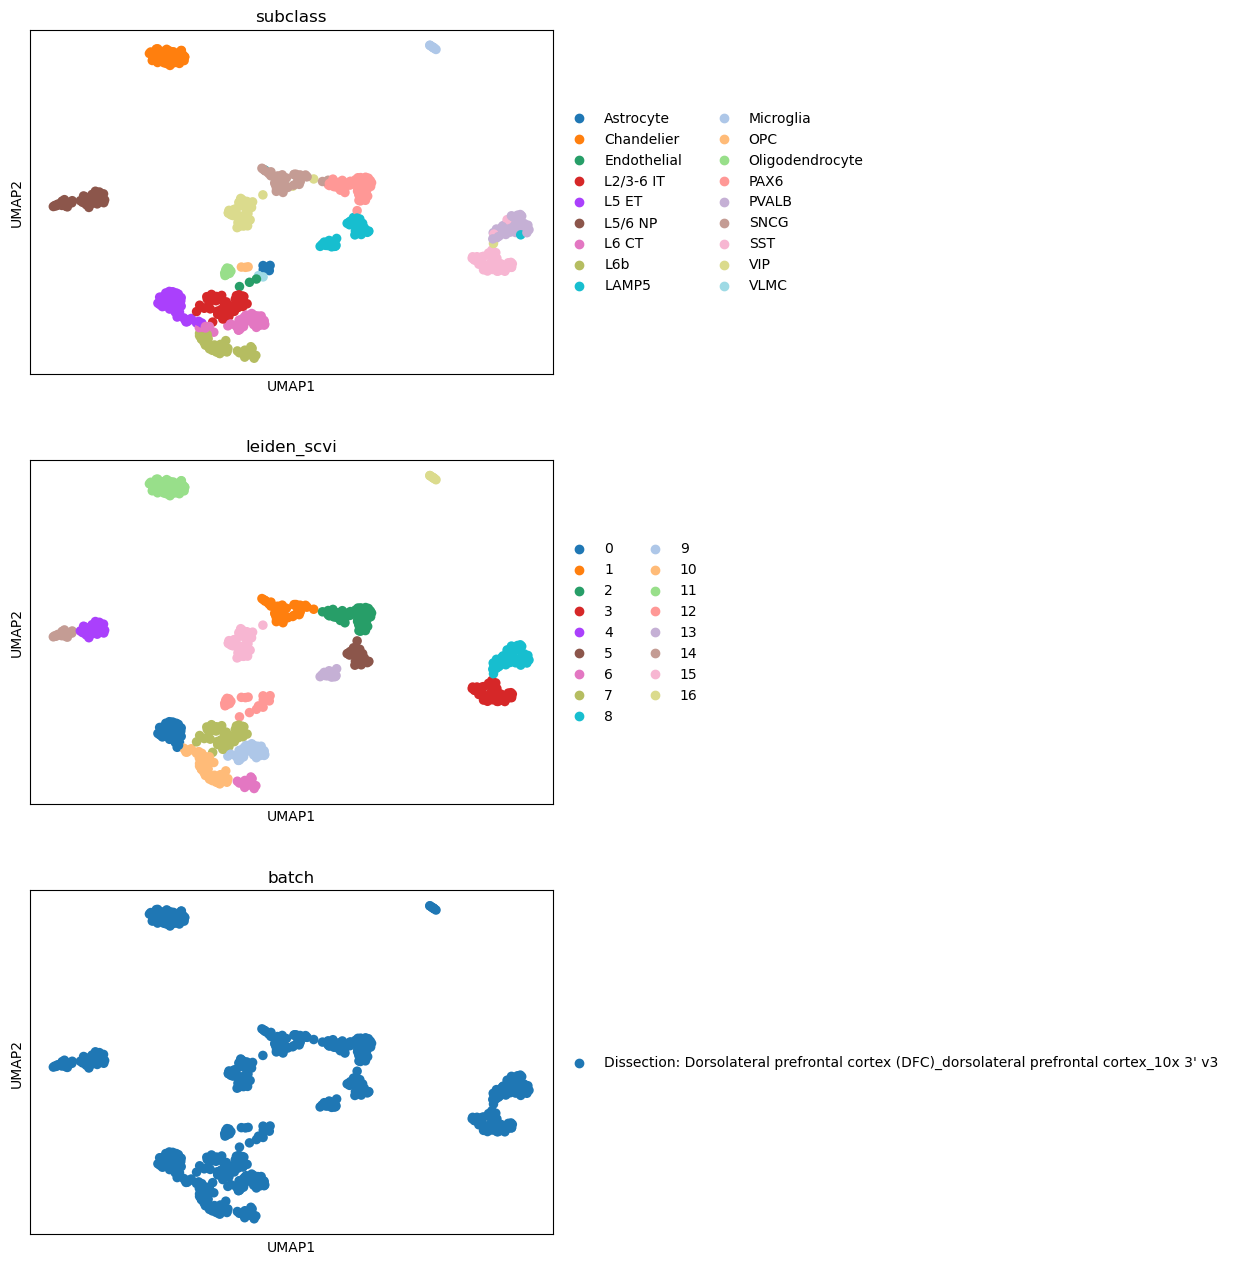 subclass
UMAP2
UMAP1
Astrocyte
Chandelier
Endothelial
L2/3-6 IT
L5 ET
L5/6 NP
L6 CT
L6b
LAMP5
Microglia
OPC
Oligodendrocyte
PAX6
PVALB
SNCG
SST
VIP
VLMC
leiden_scvi
UMAP2
UMAP1
0
1
2
3
4
5
6
7
8
9
10
11
12
13
14
15
16
batch
UMAP2
UMAP1
Dissection: Dorsolateral prefrontal cortex (DFC)_dorsolateral prefrontal cortex_10x 3' v3